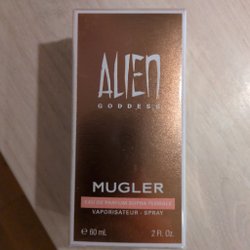 ALIEN
GODDESS
MUGLER
EAU DE PARFUM SUPRA FLORALE
VAPORISATEUR - SPRAY
℮ 60 mL 2 Fl. Oz.